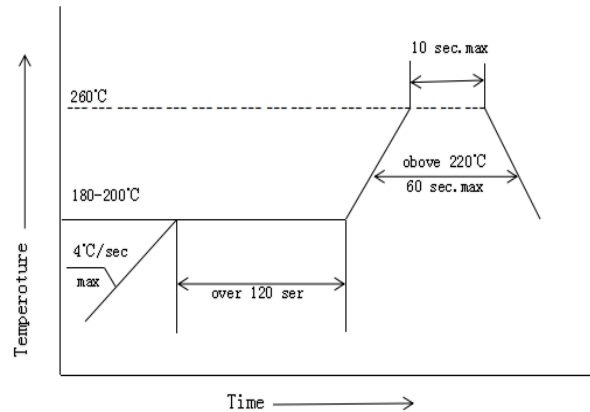 10 sec.max
260℃
obove 220℃
60 sec.max
180-200℃
4℃/sec
max
over 120 ser
Temperoture
Time